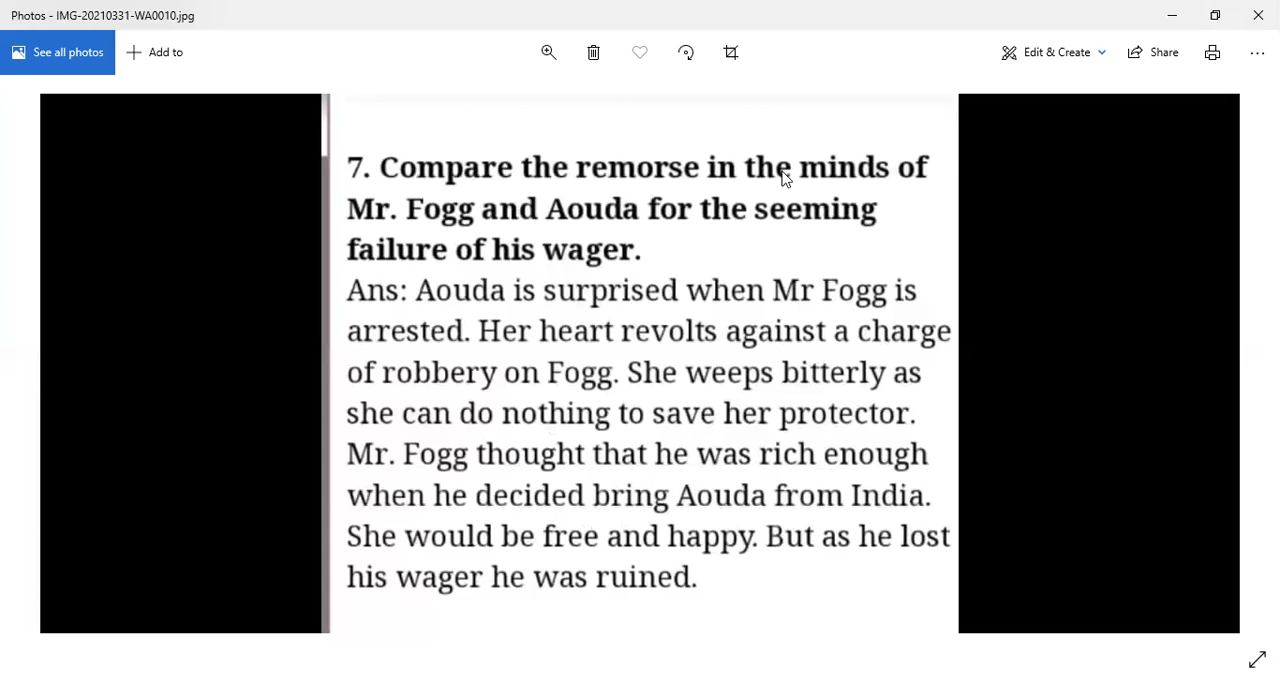 Photos - IMG-20210331-WA0010.jpg
See all photos
Add to
Edit & Create
Share
7. Compare the remorse in the minds of
Mr. Fogg and Aouda for the seeming
failure of his wager.
Ans: Aouda is surprised when Mr Fogg is
arrested. Her heart revolts against a charge
of robbery on Fogg. She weeps bitterly as
she can do nothing to save her protector.
Mr. Fogg thought that he was rich enough
when he decided bring Aouda from India.
She would be free and happy. But as he lost
his wager he was ruined.